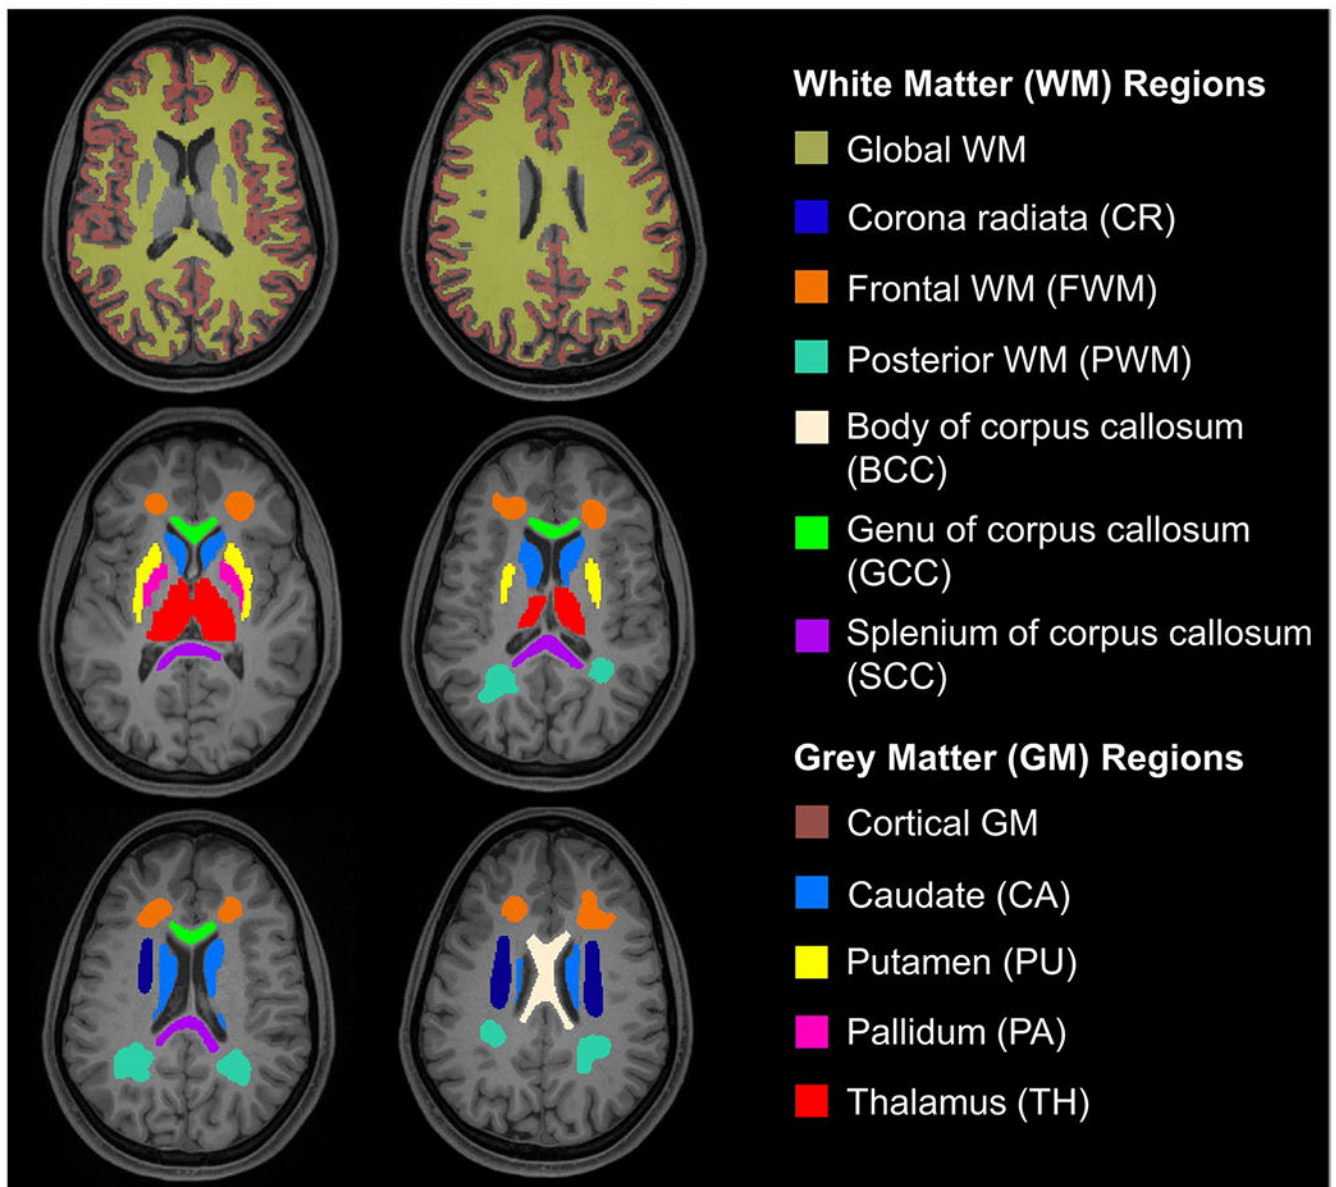 White Matter (WM) Regions
Global WM
Corona radiata (CR)
Frontal WM (FWM)
Posterior WM (PWM)
Body of corpus callosum
(BCC)
Genu of corpus callosum
(GCC)
Splenium of corpus callosum
(SCC)
Grey Matter (GM) Regions
Cortical GM
Caudate (CA)
Putamen (PU)
Pallidum (PA)
Thalamus (TH)